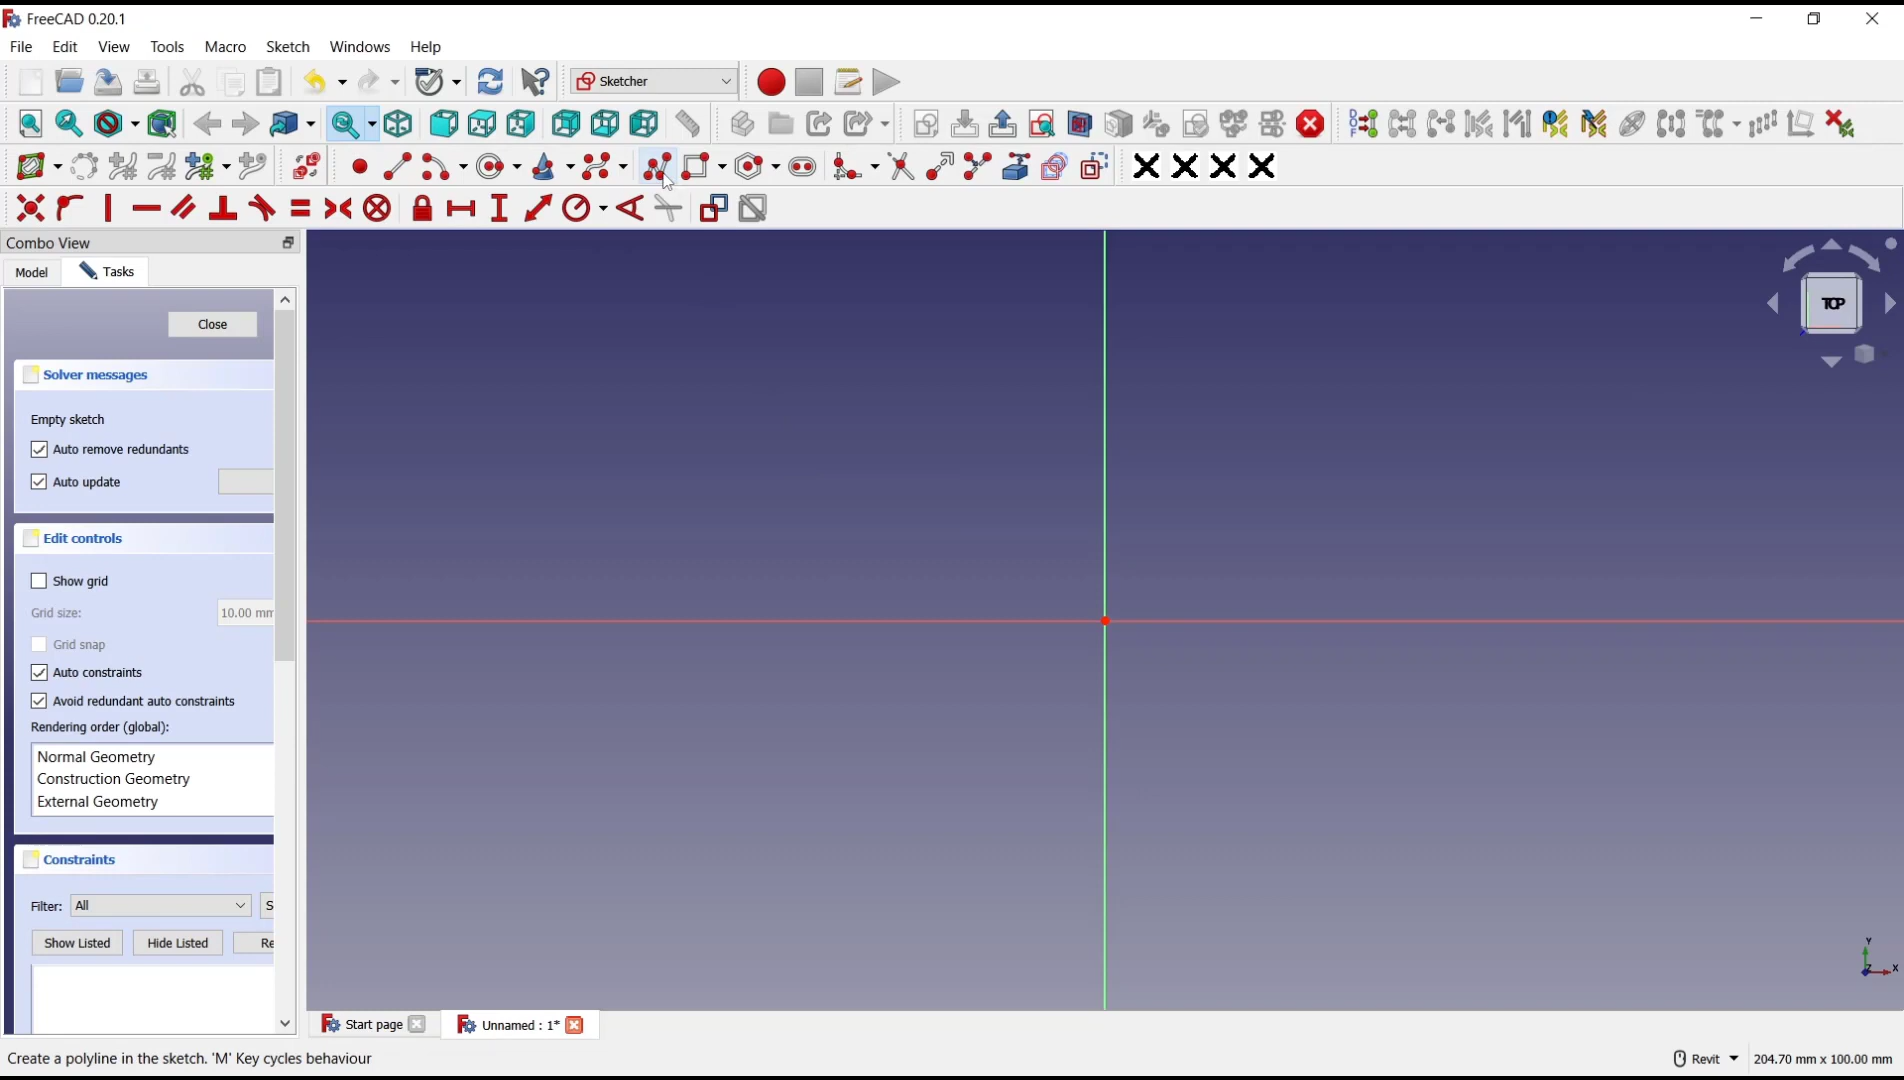 FreeCAD 0.20.1
File Edit View Tools Macro Sketch Windows Help
Sketcher
Combo View
Model Tasks
Close
Solver messages
Empty sketch
Auto remove redundants
Auto update
Edit controls
Show grid
Grid size: 10.00 mm
Grid snap
Auto constraints
Avoid redundant auto constraints
Rendering order (global):
Normal Geometry
Construction Geometry
External Geometry
Constraints
Filter: All S
Show Listed Hide Listed Re
TOP
Y
Z X
Start page Unnamed : 1*
Create a polyline in the sketch. 'M' Key cycles behaviour
Revit 204.70 mm x 100.00 mm